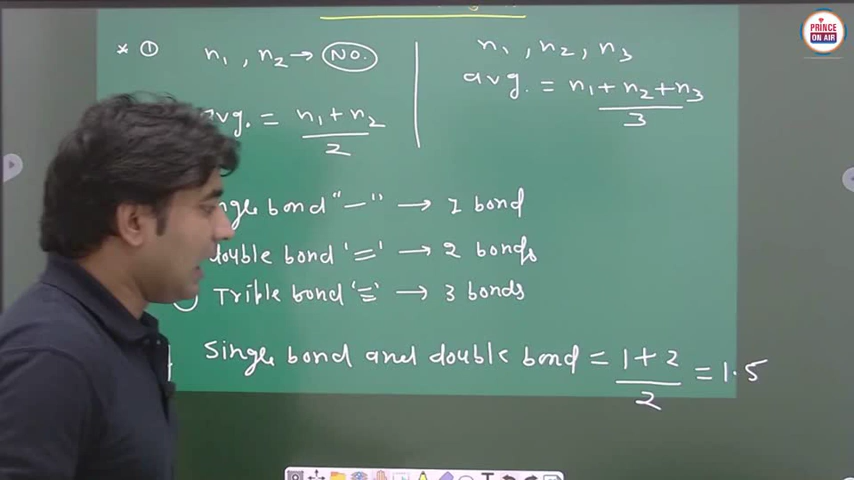 PRINCE
ON AIR
* ① n₁ , n₂ → NO.
avg. = n₁ + n₂ / 2
n₁ , n₂ , n₃
avg. = n₁ + n₂ + n₃ / 3
bond "—" → 1 bond
double bond '=' → 2 bonds
Triple bond '≡' → 3 bonds
Single bond and double bond = 1 + 2 / 2 = 1.5